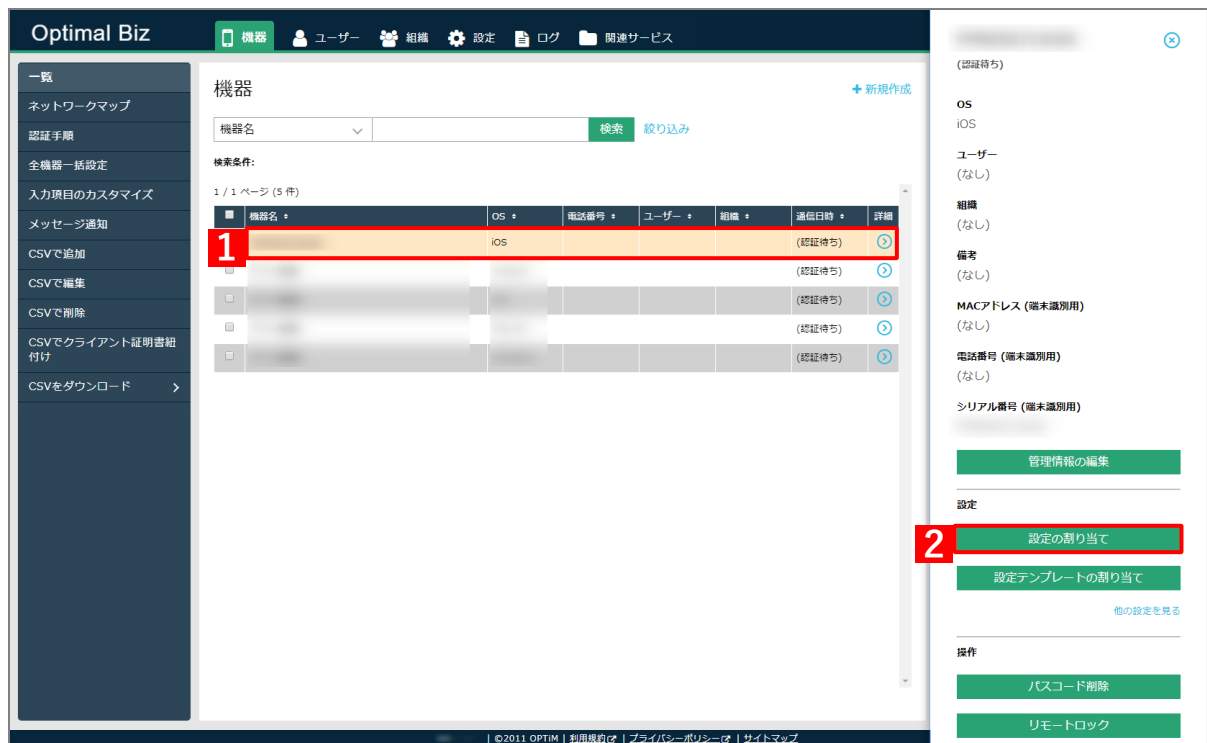 Optimal Biz
機器
ユーザー
組織
設定
ログ
関連サービス
一覧
ネットワークマップ
認証手順
全機器一括設定
入力項目のカスタマイズ
メッセージ通知
CSVで追加
CSVで編集
CSVで削除
CSVでクライアント証明書紐
付け
CSVをダウンロード
機器
+ 新規作成
機器名
検索
絞り込み
検索条件:
1 / 1 ページ (5 件)
機器名 OS 電話番号 ユーザー 組織 通信日時 詳細
1
iOS (認証待ち)
(認証待ち)
(認証待ち)
(認証待ち)
(認証待ち)
(認証待ち)
OS
iOS
ユーザー
(なし)
組織
(なし)
備考
(なし)
MACアドレス (端末識別用)
(なし)
電話番号 (端末識別用)
(なし)
シリアル番号 (端末識別用)
管理情報の編集
設定
2
設定の割り当て
設定テンプレートの割り当て
他の設定を見る
操作
パスコード削除
リモートロック
| ©2011 OPTiM | 利用規約 | プライバシーポリシー | サイトマップ